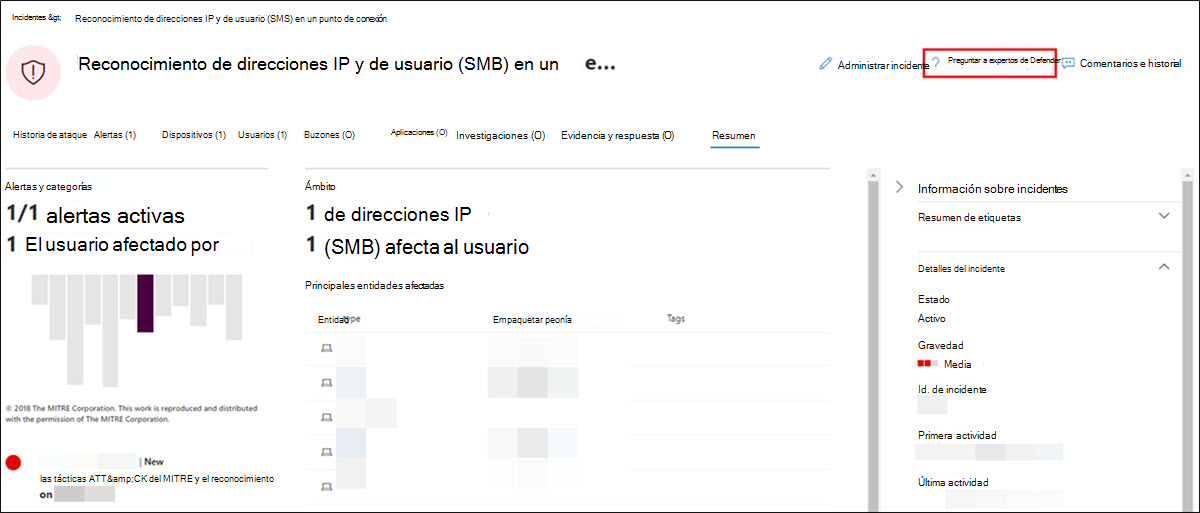 Incidentes &gt; Reconocimiento de direcciones IP y de usuario (SMS) en un punto de conexión
Reconocimiento de direcciones IP y de usuario (SMB) en un e...
Administrar incidente ? Preguntar a expertos de Defender Comentarios e historial
Historia de ataque Alertas (1) Dispositivos (1) Usuarios (1) Buzones (0) Aplicaciones (0) Investigaciones (0) Evidencia y respuesta (0) Resumen
Alertas y categorías
1/1 alertas activas
1 El usuario afectado por
© 2018 The MITRE Corporation. This work is reproduced and distributed
with the permission of The MITRE Corporation.
| New
las tácticas ATT&amp;CK del MITRE y el reconocimiento
on
Ámbito
1 de direcciones IP
1 (SMB) afecta al usuario
Principales entidades afectadas
Entidad type Empaquetar peonía Tags
Información sobre incidentes
Resumen de etiquetas
Detalles del incidente
Estado
Activo
Gravedad
Media
Id. de incidente
Primera actividad
Última actividad